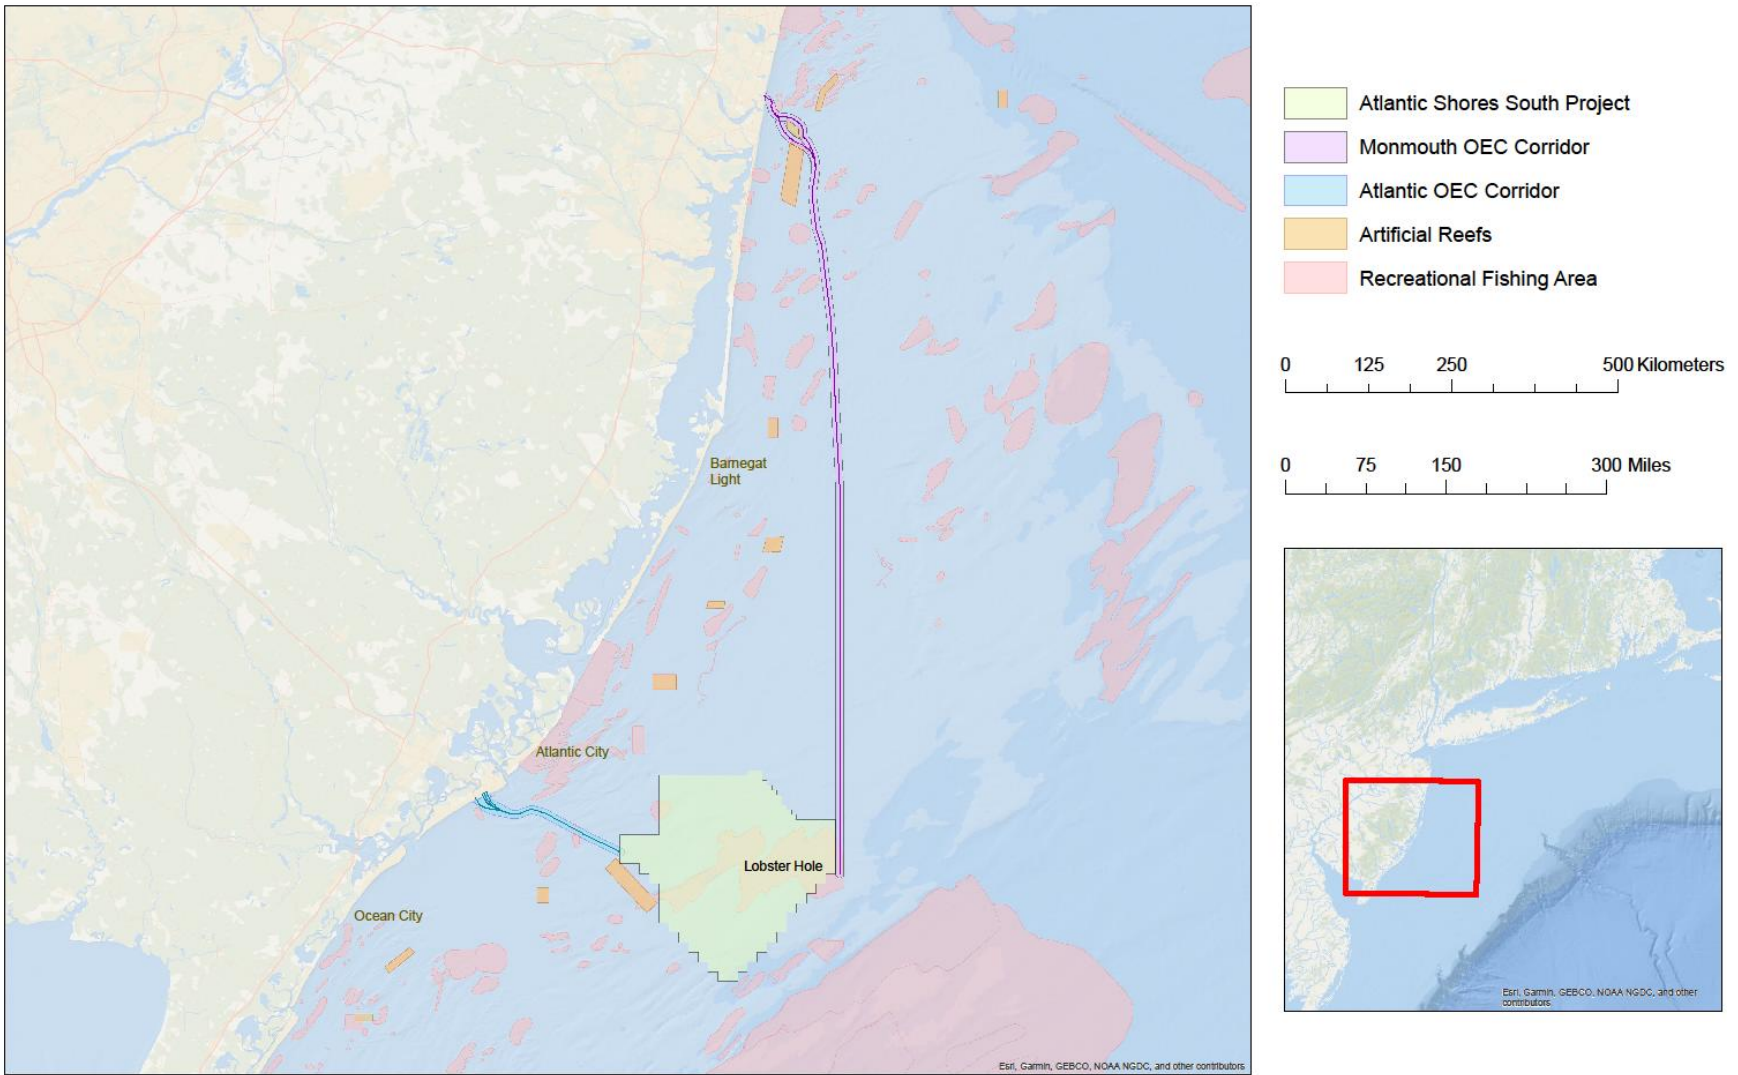 Barnegat
Light
Atlantic City
Lobster Hole
Ocean City
Esri, Garmin, GEBCO, NOAA NGDC, and other contributors
Atlantic Shores South Project
Monmouth OEC Corridor
Atlantic OEC Corridor
Artificial Reefs
Recreational Fishing Area
0 125 250 500 Kilometers
0 75 150 300 Miles
Esri, Garmin, GEBCO, NOAA NGDC, and other
contributors